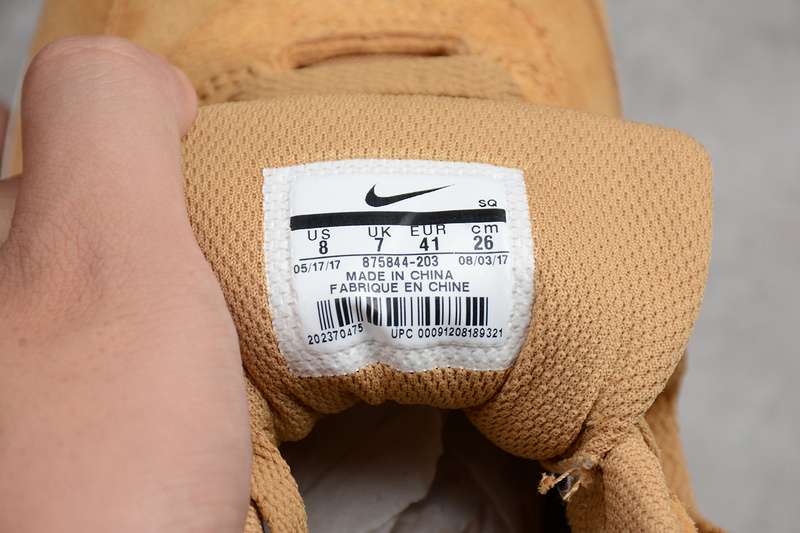 SQ
US UK EUR cm
8 7 41 26
05/17/17 875844-203 08/03/17
MADE IN CHINA
FABRIQUE EN CHINE
202370475 UPC 00091208189321